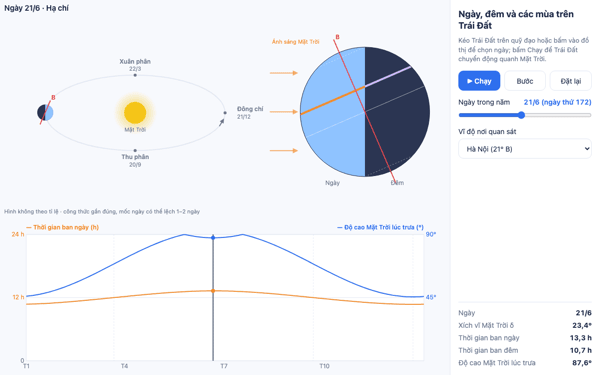 Ngày 21/6 · Hạ chí
Ánh sáng Mặt Trời
B
Xuân phân
22/3
B
Đông chí
21/12
Mặt Trời
Thu phân
20/9
Ngày
Đêm
Hình không theo tỉ lệ · công thức gần đúng, mốc ngày có thể lệch 1–2 ngày
— Thời gian ban ngày (h)
— Độ cao Mặt Trời lúc trưa (°)
24 h
90°
12 h
45°
0
T1
T4
T7
T10
Ngày, đêm và các mùa trên
Trái Đất
Kéo Trái Đất trên quỹ đạo hoặc bấm vào đồ
thị để chọn ngày; bấm Chạy để Trái Đất
chuyển động quanh Mặt Trời.
▶ Chạy
Bước
Đặt lại
Ngày trong năm
21/6 (ngày thứ 172)
Vĩ độ nơi quan sát
Hà Nội (21° B)
Ngày
21/6
Xích vĩ Mặt Trời δ
23,4°
Thời gian ban ngày
13,3 h
Thời gian ban đêm
10,7 h
Độ cao Mặt Trời lúc trưa
87,6°